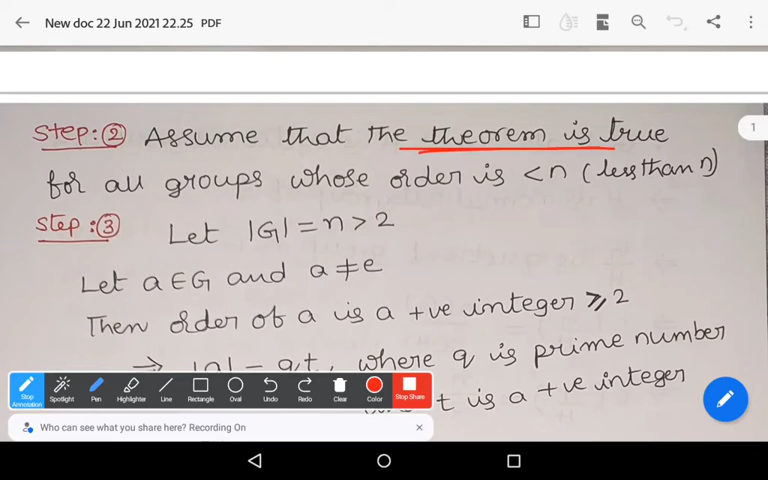 New doc 22 Jun 2021 22.25 PDF
1
Step:② Assume that the theorem is true
for all groups whose order is <n (less than n)
Step:③ Let |G| = n > 2
Let a∈G and a≠e
Then order of a is a +ve integer ≥ 2
⇒ |a| = q.t, where q is prime number
t is a +ve integer
Stop Annotation
Spotlight
Pen
Highlighter
Line
Rectangle
Oval
Undo
Redo
Clear
Color
Stop Share
Who can see what you share here? Recording On